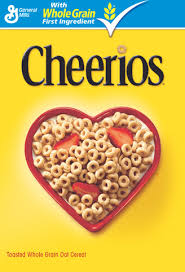 General
Mills
With
Whole Grain
First Ingredient
Cheerios
Toasted Whole Grain Oat Cereal